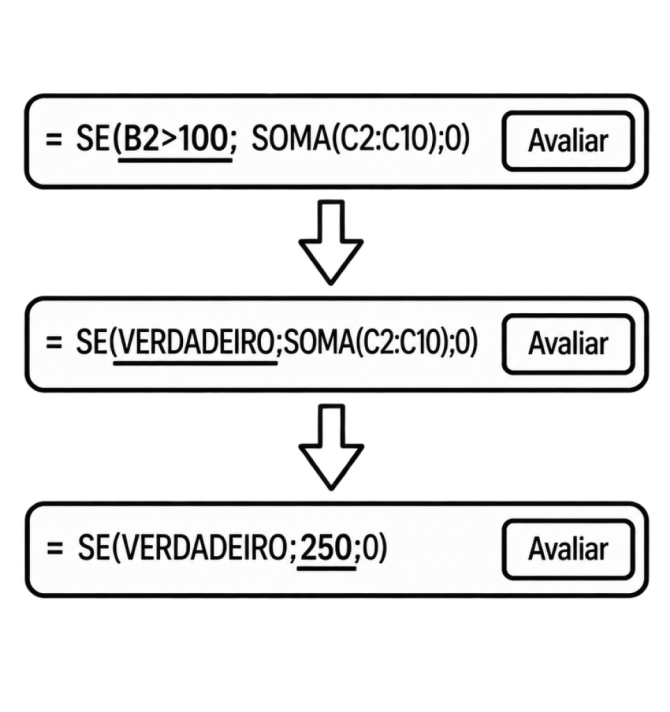 = SE(B2>100; SOMA(C2:C10);0) Avaliar
= SE(VERDADEIRO;SOMA(C2:C10);0) Avaliar
= SE(VERDADEIRO;250;0) Avaliar